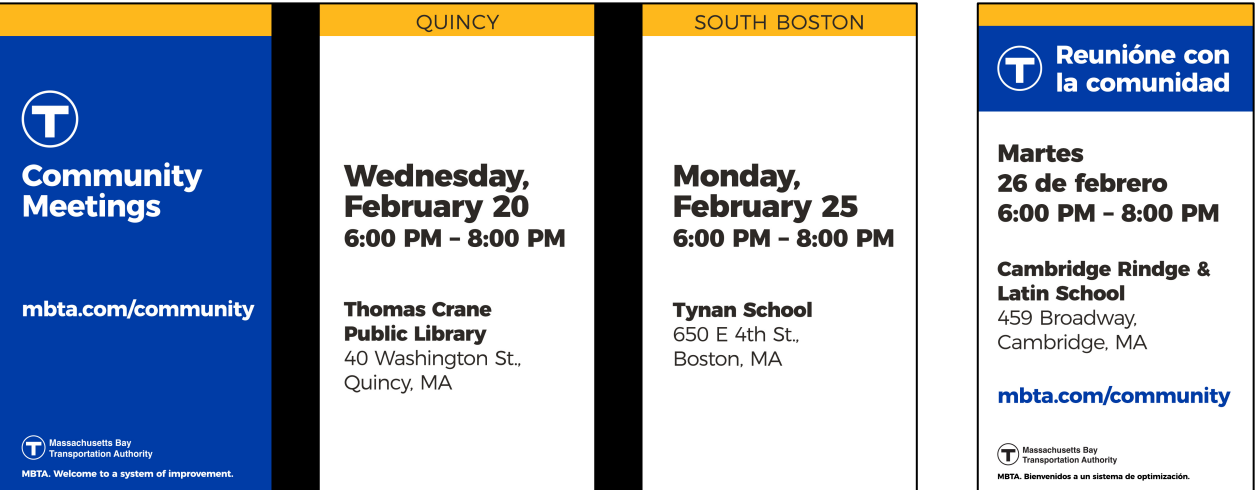 T
Community
Meetings
mbta.com/community
T Massachusetts Bay
Transportation Authority
MBTA. Welcome to a system of improvement.
QUINCY
Wednesday,
February 20
6:00 PM – 8:00 PM
Thomas Crane
Public Library
40 Washington St.,
Quincy, MA
SOUTH BOSTON
Monday,
February 25
6:00 PM – 8:00 PM
Tynan School
650 E 4th St.,
Boston, MA
T
Reunióne con
la comunidad
Martes
26 de febrero
6:00 PM – 8:00 PM
Cambridge Rindge &
Latin School
459 Broadway,
Cambridge, MA
mbta.com/community
T Massachusetts Bay
Transportation Authority
MBTA. Bienvenidos a un sistema de optimización.